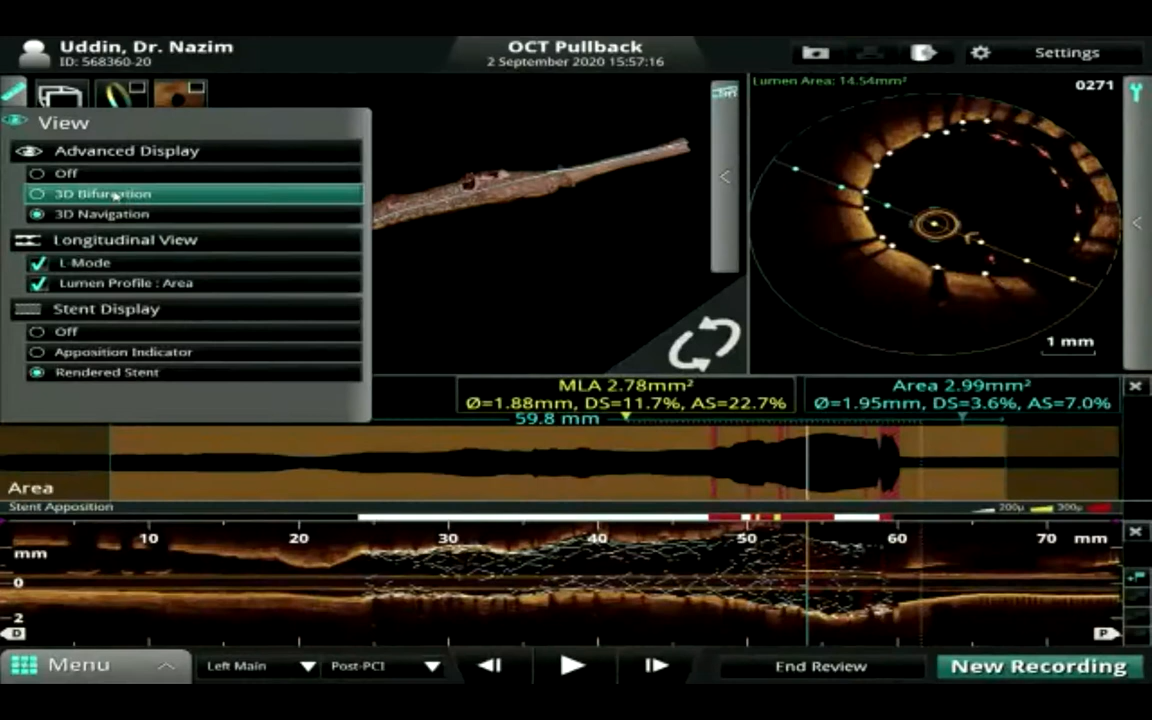 Uddin, Dr. Nazim
ID: 568360-20
OCT Pullback
2 September 2020 15:57:16
Settings
View
Advanced Display
Off
3D Bifurcation
3D Navigation
Longitudinal View
L-Mode
Lumen Profile : Area
Stent Display
Off
Apposition Indicator
Rendered Stent
Lumen Area: 14.54mm²
0271
1 mm
MLA 2.78mm²
Ø=1.88mm, DS=11.7%, AS=22.7%
Area 2.99mm²
Ø=1.95mm, DS=3.6%, AS=7.0%
59.8 mm
Area
Stent Apposition
200µ 300µ
mm 10 20 30 40 50 60 70 mm
0
2
D
P
Menu
Left Main
Post-PCI
End Review
New Recording